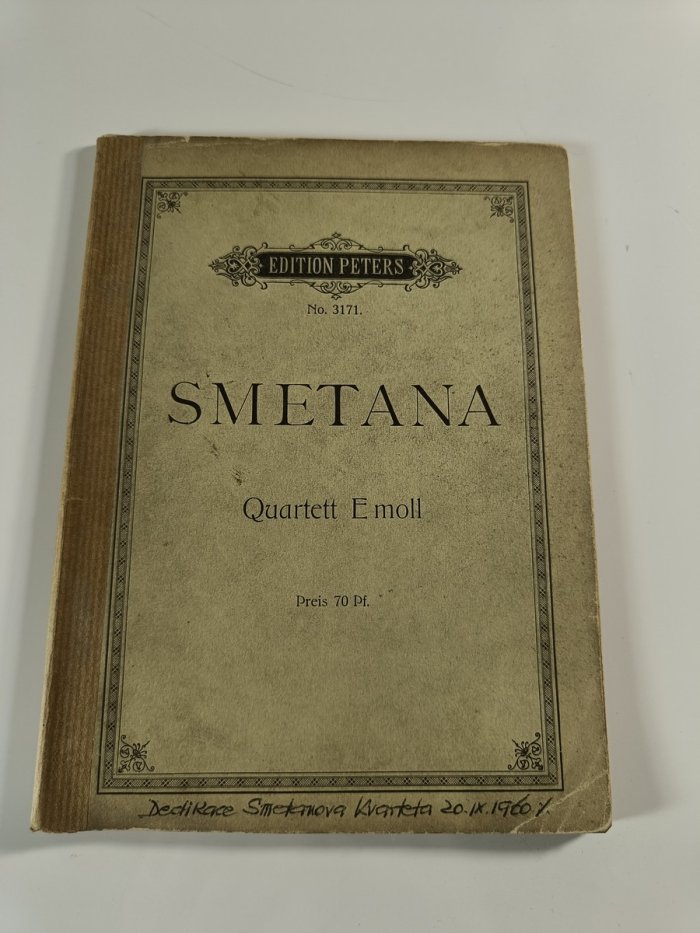 EDITION PETERS
No. 3171.
SMETANA
Quartett E moll
Preis 70 Pf.
Dedikace Smetanova Kvarteta 20.IX.1960